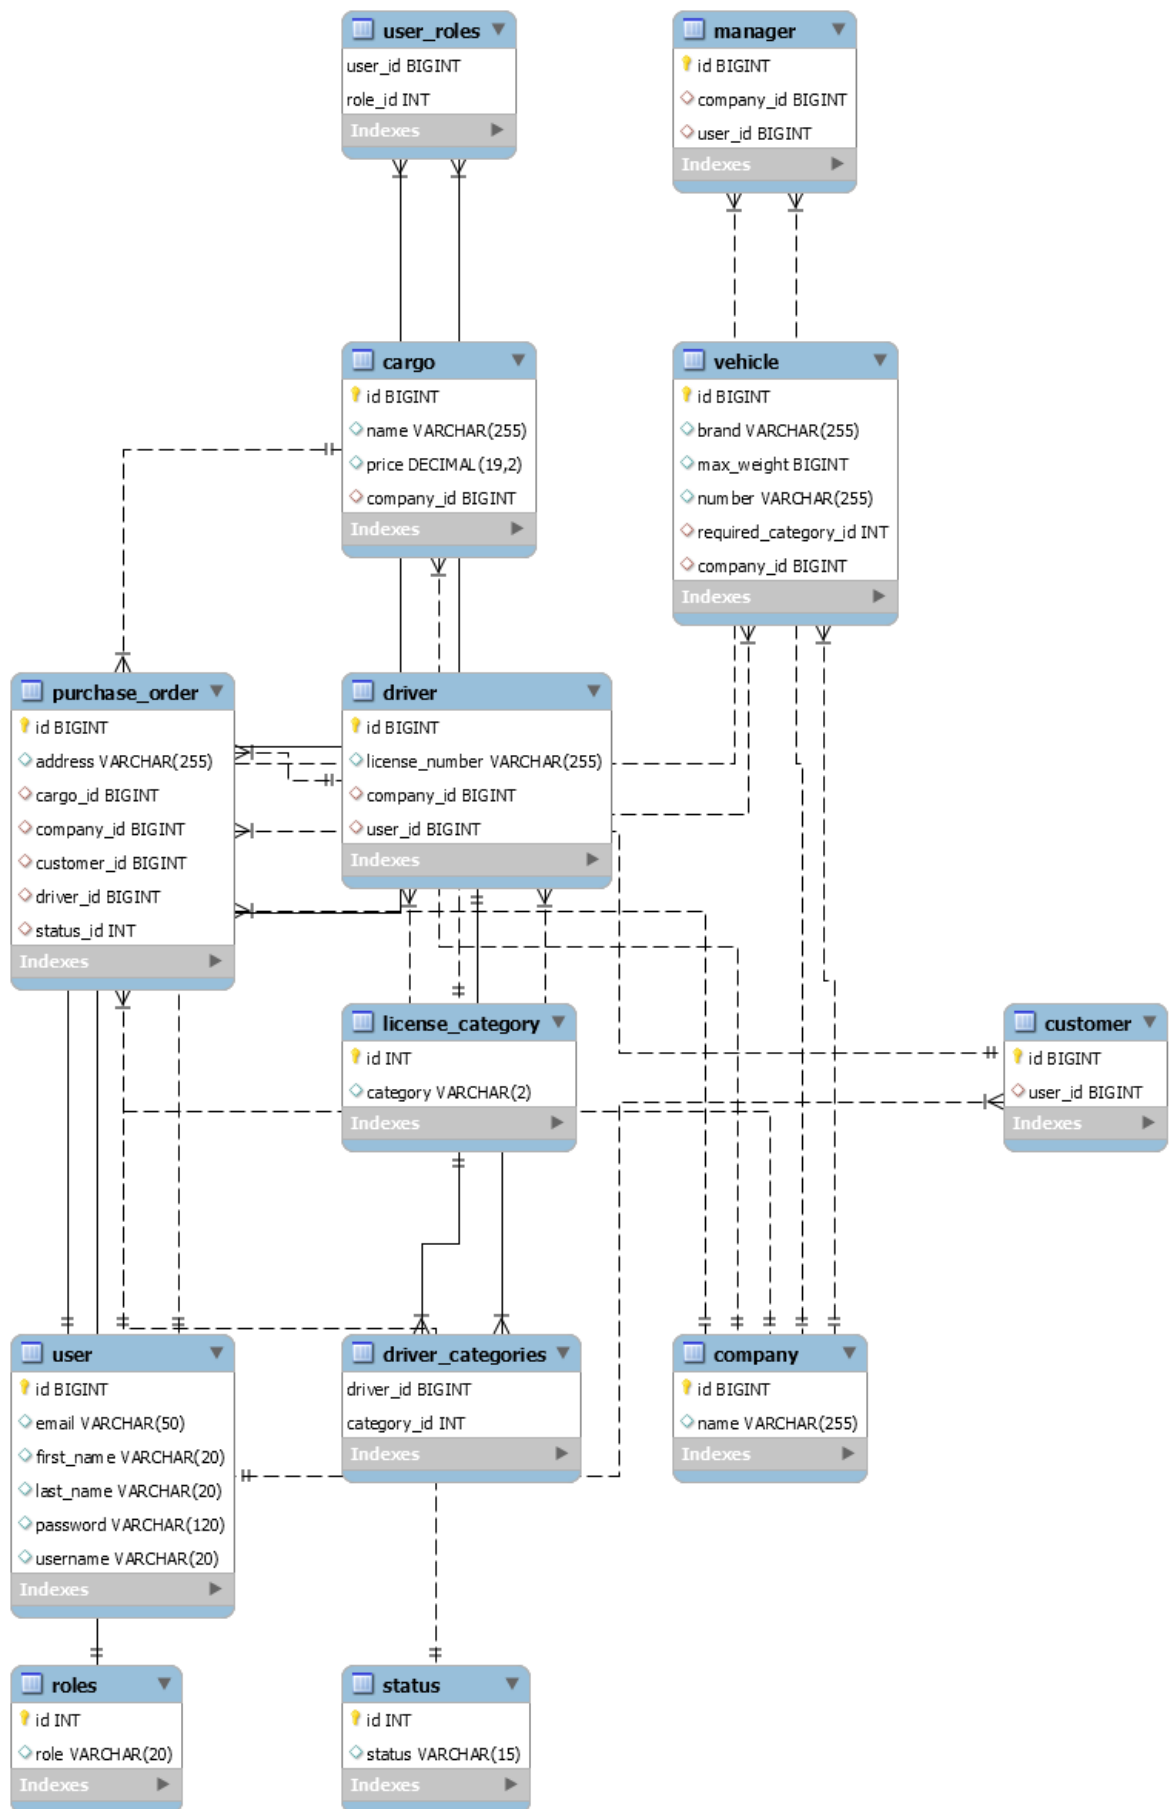 user_roles
user_id BIGINT
role_id INT
Indexes
manager
id BIGINT
company_id BIGINT
user_id BIGINT
Indexes
cargo
id BIGINT
name VARCHAR(255)
price DECIMAL(19,2)
company_id BIGINT
Indexes
vehicle
id BIGINT
brand VARCHAR(255)
max_weight BIGINT
number VARCHAR(255)
required_category_id INT
company_id BIGINT
Indexes
purchase_order
id BIGINT
address VARCHAR(255)
cargo_id BIGINT
company_id BIGINT
customer_id BIGINT
driver_id BIGINT
status_id INT
Indexes
driver
id BIGINT
license_number VARCHAR(255)
company_id BIGINT
user_id BIGINT
Indexes
license_category
id INT
category VARCHAR(2)
Indexes
customer
id BIGINT
user_id BIGINT
Indexes
user
id BIGINT
email VARCHAR(50)
first_name VARCHAR(20)
last_name VARCHAR(20)
password VARCHAR(120)
username VARCHAR(20)
Indexes
driver_categories
driver_id BIGINT
category_id INT
Indexes
company
id BIGINT
name VARCHAR(255)
Indexes
roles
id INT
role VARCHAR(20)
Indexes
status
id INT
status VARCHAR(15)
Indexes